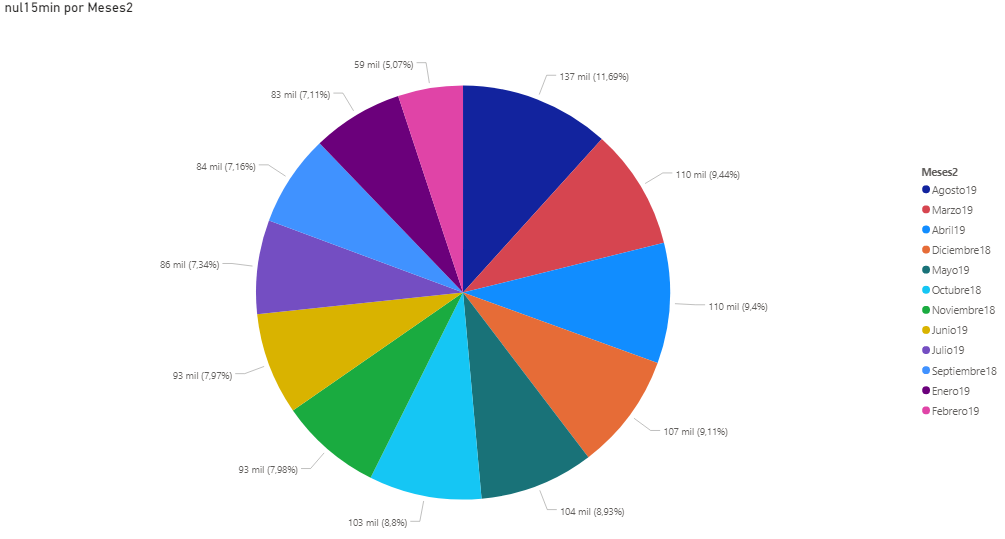 nul15min por Meses2
59 mil (5,07%)
137 mil (11,69%)
83 mil (7,11%)
84 mil (7,16%)
110 mil (9,44%)
86 mil (7,34%)
110 mil (9,4%)
93 mil (7,97%)
107 mil (9,11%)
93 mil (7,98%)
104 mil (8,93%)
103 mil (8,8%)
Meses2
Agosto19
Marzo19
Abril19
Diciembre18
Mayo19
Octubre18
Noviembre18
Junio19
Julio19
Septiembre18
Enero19
Febrero19